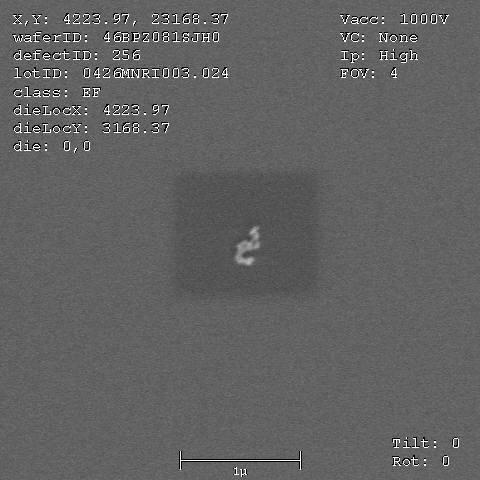 X,Y: 4223.97, 23168.37
waferID: 46BPZ081SJH0
defectID: 256
lotID: 0426MNRI003.024
class: EF
dieLocX: 4223.97
dieLocY: 3168.37
die: 0,0
Vacc: 1000V
VC: None
Ip: High
FOV: 4
Tilt: 0
Rot: 0
1µ